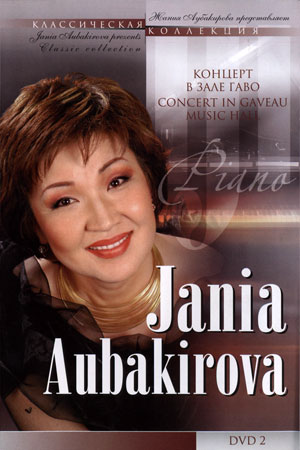 КЛАССИЧЕСКАЯ КОЛЛЕКЦИЯ
Жания Аубакирова представляет
Jania Aubakirova presents
Classic collection
КОНЦЕРТ
В ЗАЛЕ ГАВО
CONCERT IN GAVEAU
MUSIC HALL
Piano
Jania
Aubakirova
DVD 2